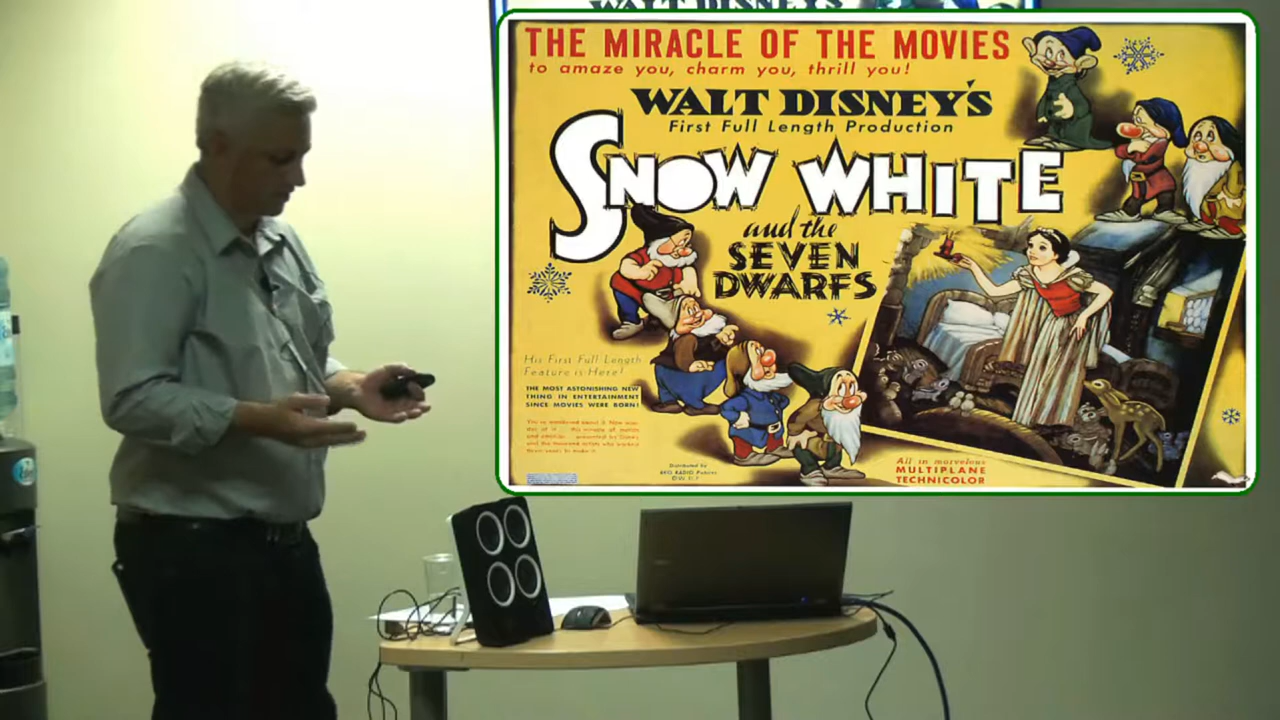 WALT DISNEY'S
THE MIRACLE OF THE MOVIES
to amaze you, charm you, thrill you!
WALT DISNEY'S
First Full Length Production
SNOW WHITE
and the
SEVEN
DWARFS
His First Full Length
Feature is Here!
THE MOST ASTONISHING NEW
THING IN ENTERTAINMENT
SINCE MOVIES WERE BORN!
Distributed by
RKO RADIO Pictures
All in marvelous
MULTIPLANE
TECHNICOLOR